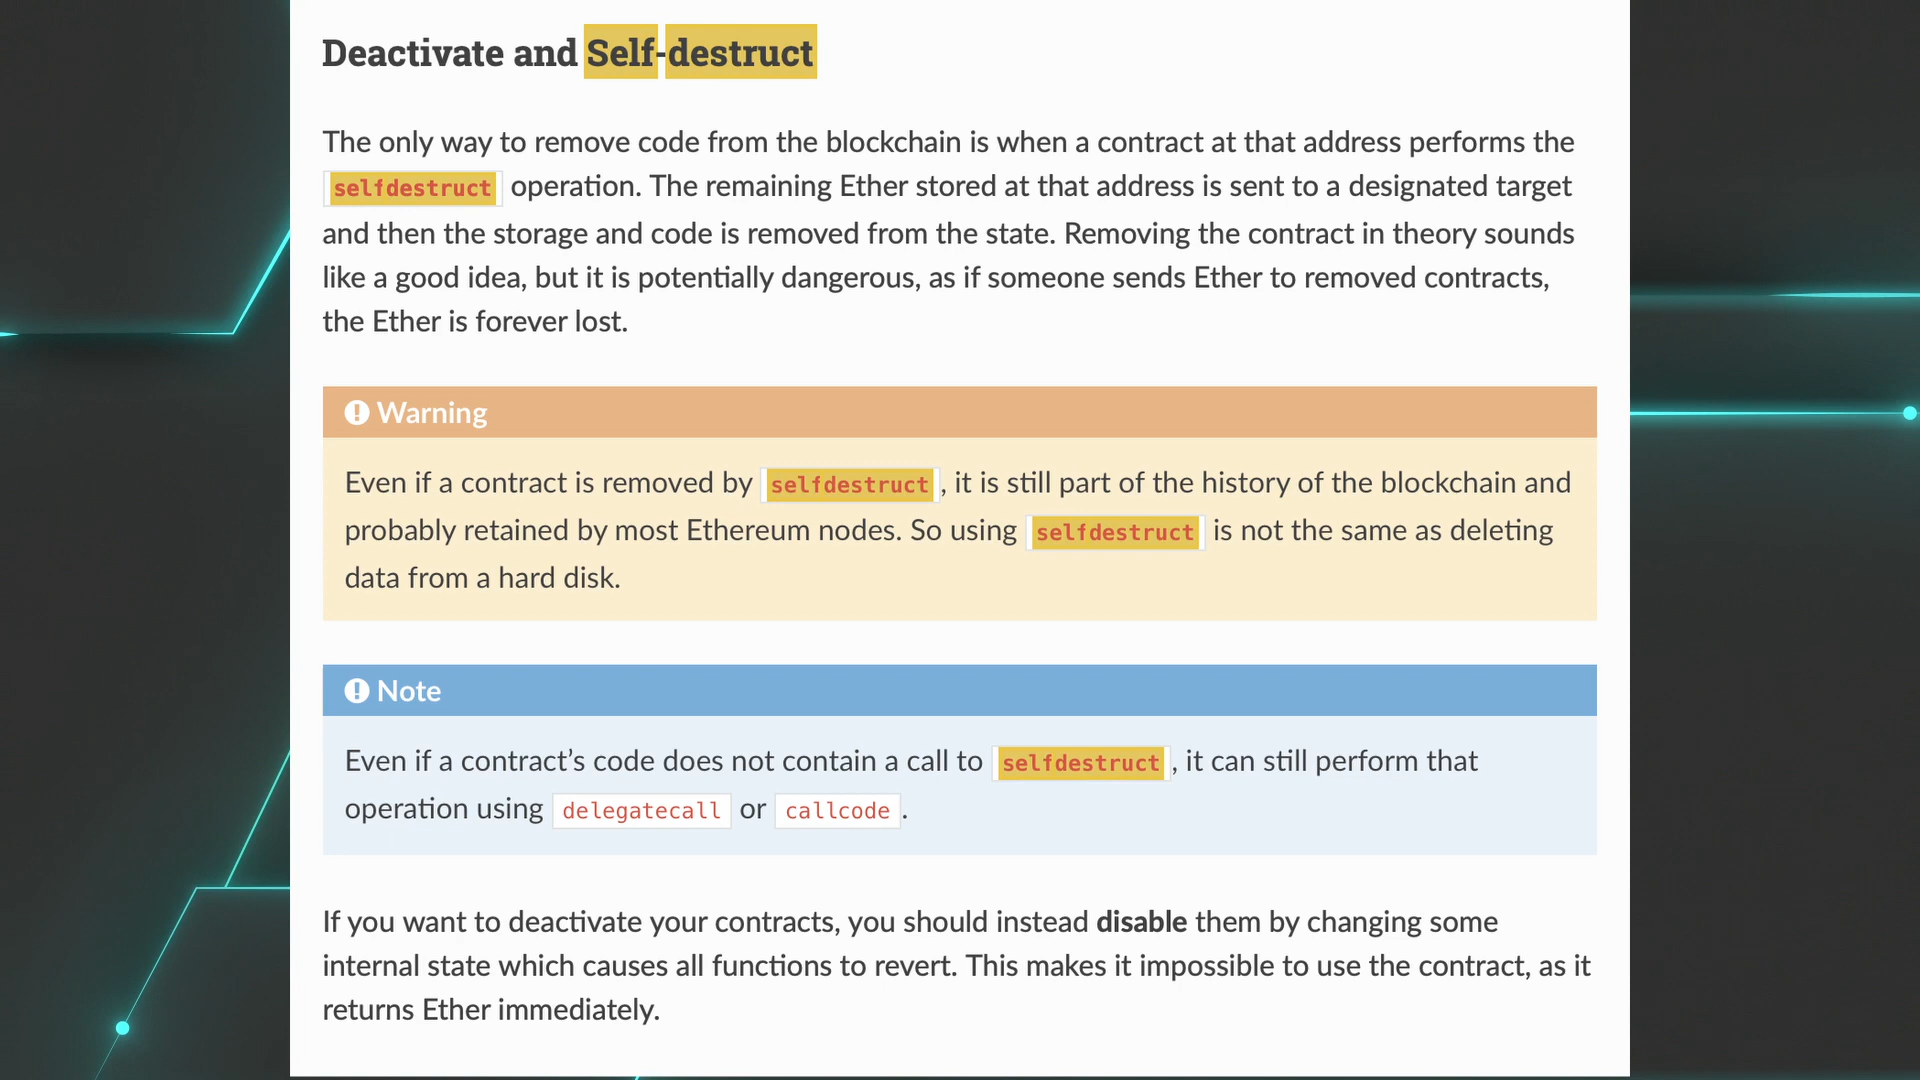 Deactivate and Self-destruct
The only way to remove code from the blockchain is when a contract at that address performs the
selfdestruct operation. The remaining Ether stored at that address is sent to a designated target
and then the storage and code is removed from the state. Removing the contract in theory sounds
like a good idea, but it is potentially dangerous, as if someone sends Ether to removed contracts,
the Ether is forever lost.
Warning
Even if a contract is removed by selfdestruct, it is still part of the history of the blockchain and
probably retained by most Ethereum nodes. So using selfdestruct is not the same as deleting
data from a hard disk.
Note
Even if a contract’s code does not contain a call to selfdestruct, it can still perform that
operation using delegatecall or callcode.
If you want to deactivate your contracts, you should instead disable them by changing some
internal state which causes all functions to revert. This makes it impossible to use the contract, as it
returns Ether immediately.